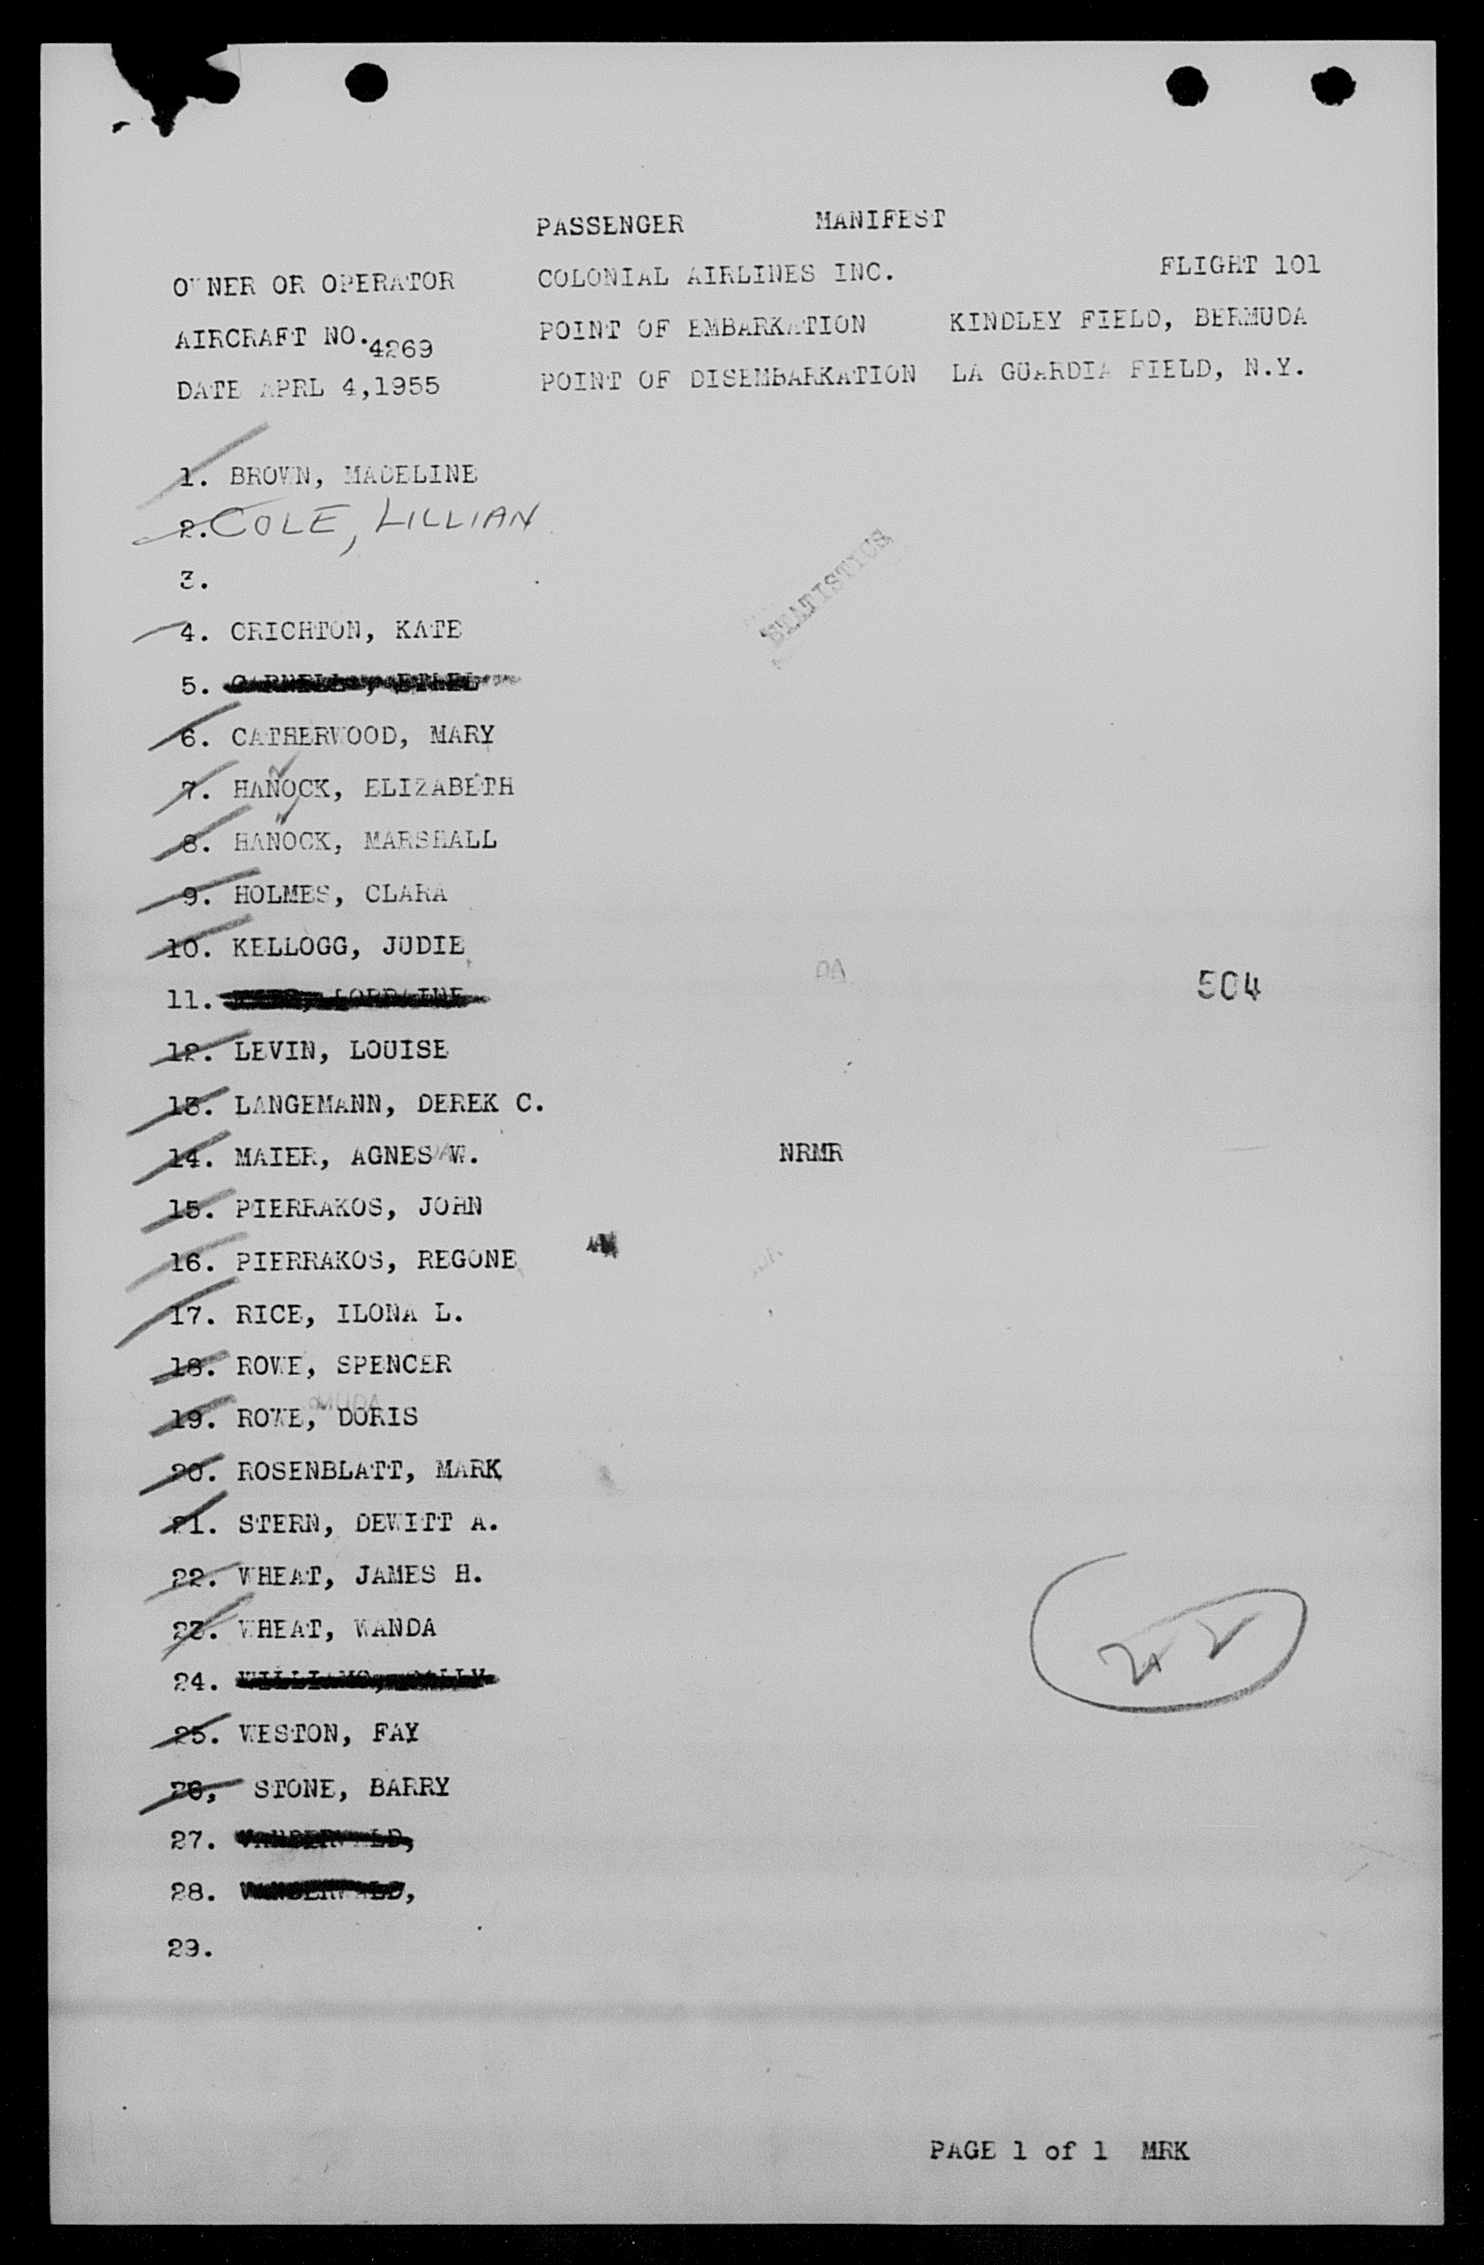 PASSENGER MANIFEST
OWNER OR OPERATOR COLONIAL AIRLINES INC. FLIGHT 101
AIRCRAFT NO. 4269 POINT OF EMBARKATION KINDLEY FIELD, BERMUDA
DATE APRL 4,1955 POINT OF DISEMBARKATION LA GUARDIA FIELD, N.Y.
1. BROWN, MADELINE
2. COLE, LILLIAN
3.
STATISTICS
4. CRICHTON, KATE
5.
6. CATHERWOOD, MARY
7. HANOCK, ELIZABETH
8. HANOCK, MARSHALL
9. HOLMES, CLARA
10. KELLOGG, JUDIE
11. LORRAINE 504
12. LEVIN, LOUISE
13. LANGEMANN, DEREK C.
14. MAIER, AGNES W. NRMR
15. PIERRAKOS, JOHN
16. PIERRAKOS, REGONE
17. RICE, ILONA L.
18. ROWE, SPENCER
19. ROWE, DORIS
20. ROSENBLATT, MARK
21. STERN, DEWITT A.
22. WHEAT, JAMES H.
23. WHEAT, WANDA
22
24.
25. WESTON, FAY
26, STONE, BARRY
27.
28.
29.
PAGE 1 of 1 MRK